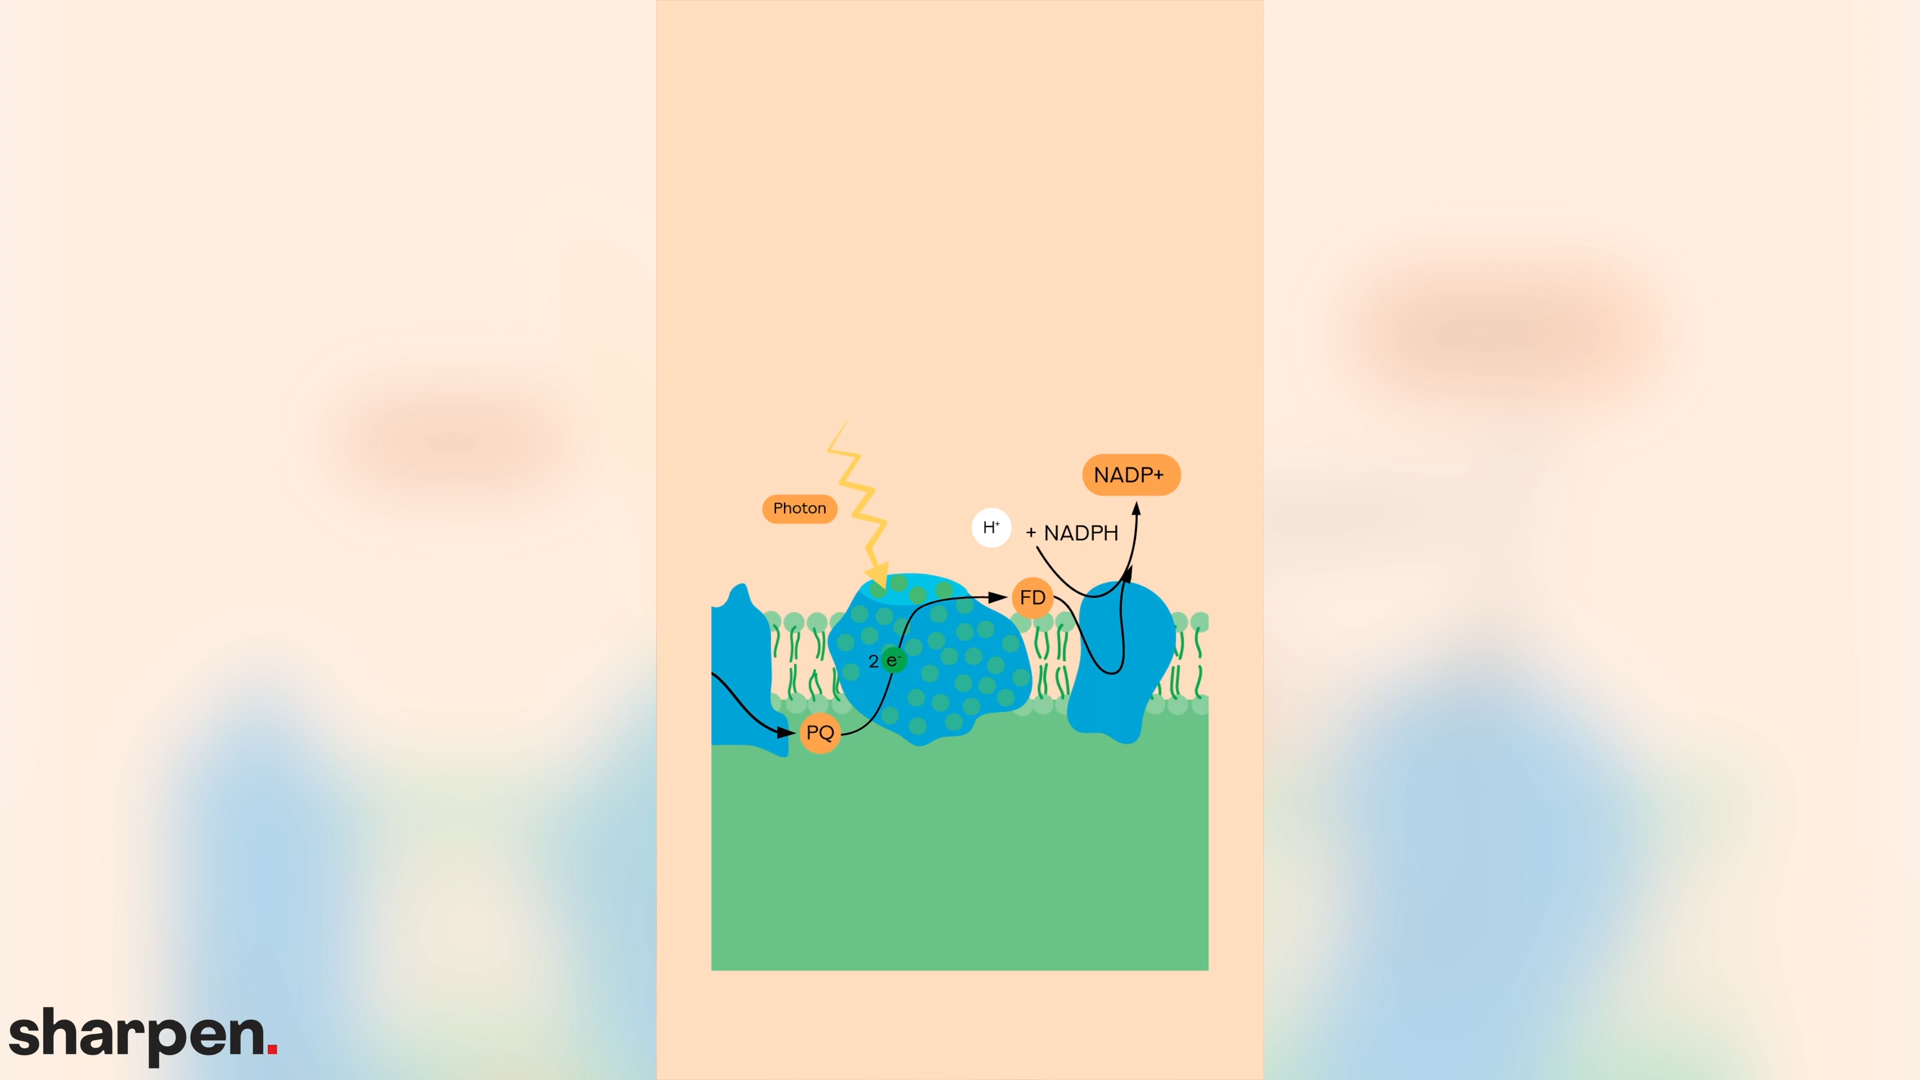 NADP+
Photon
H⁺
+ NADPH
FD
2 e⁻
PQ
sharpen.